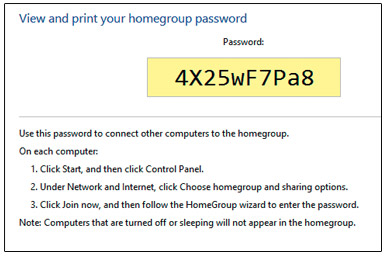 View and print your homegroup password
Password:
4X25wF7Pa8
Use this password to connect other computers to the homegroup.
On each computer:
1. Click Start, and then click Control Panel.
2. Under Network and Internet, click Choose homegroup and sharing options.
3. Click Join now, and then follow the HomeGroup wizard to enter the password.
Note: Computers that are turned off or sleeping will not appear in the homegroup.